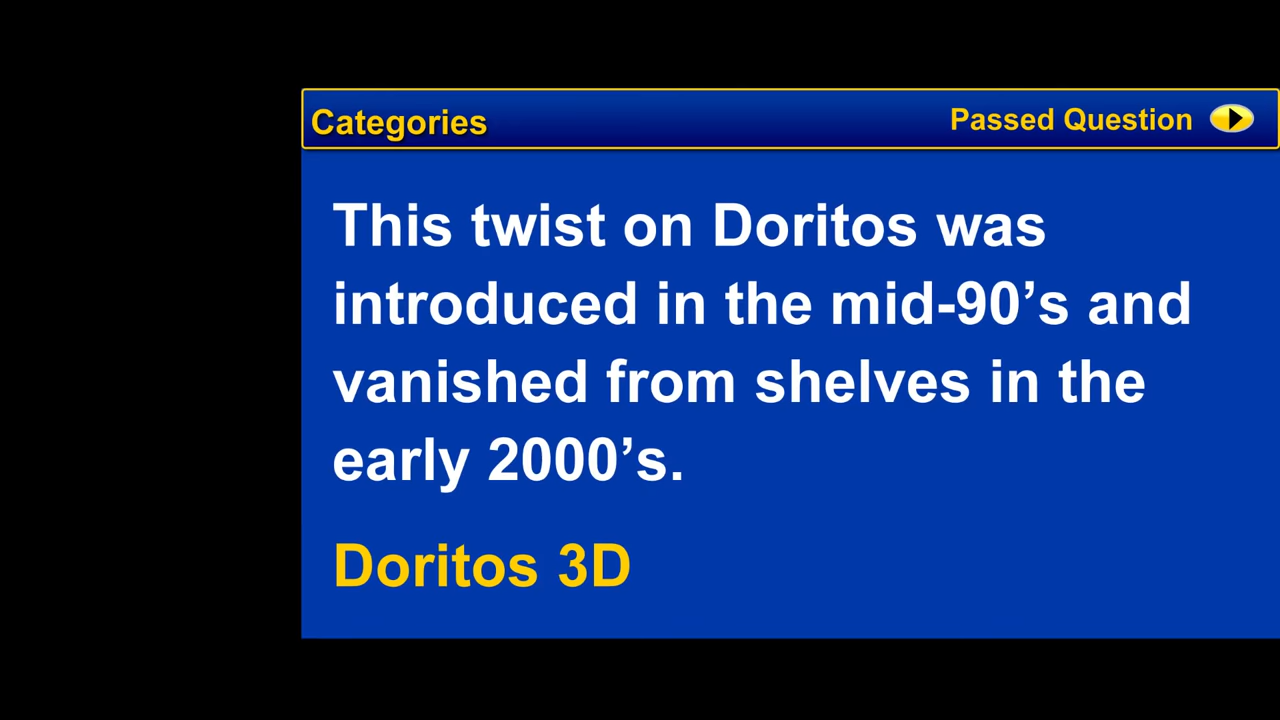 Categories
Passed Question
This twist on Doritos was
introduced in the mid-90’s and
vanished from shelves in the
early 2000’s.
Doritos 3D